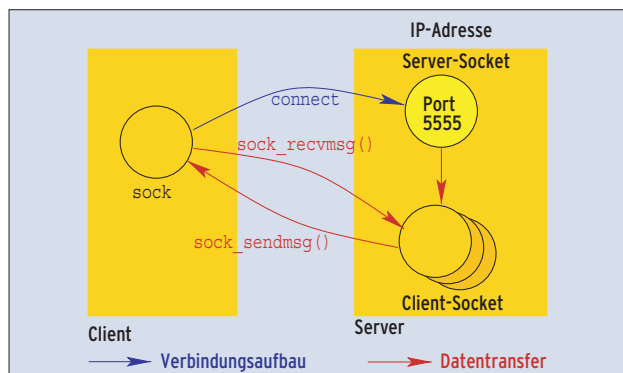 IP-Adresse
Server-Socket
Port
5555
connect
sock_recvmsg()
sock
sock_sendmsg()
Client-Socket
Client
Server
Verbindungsaufbau
Datentransfer